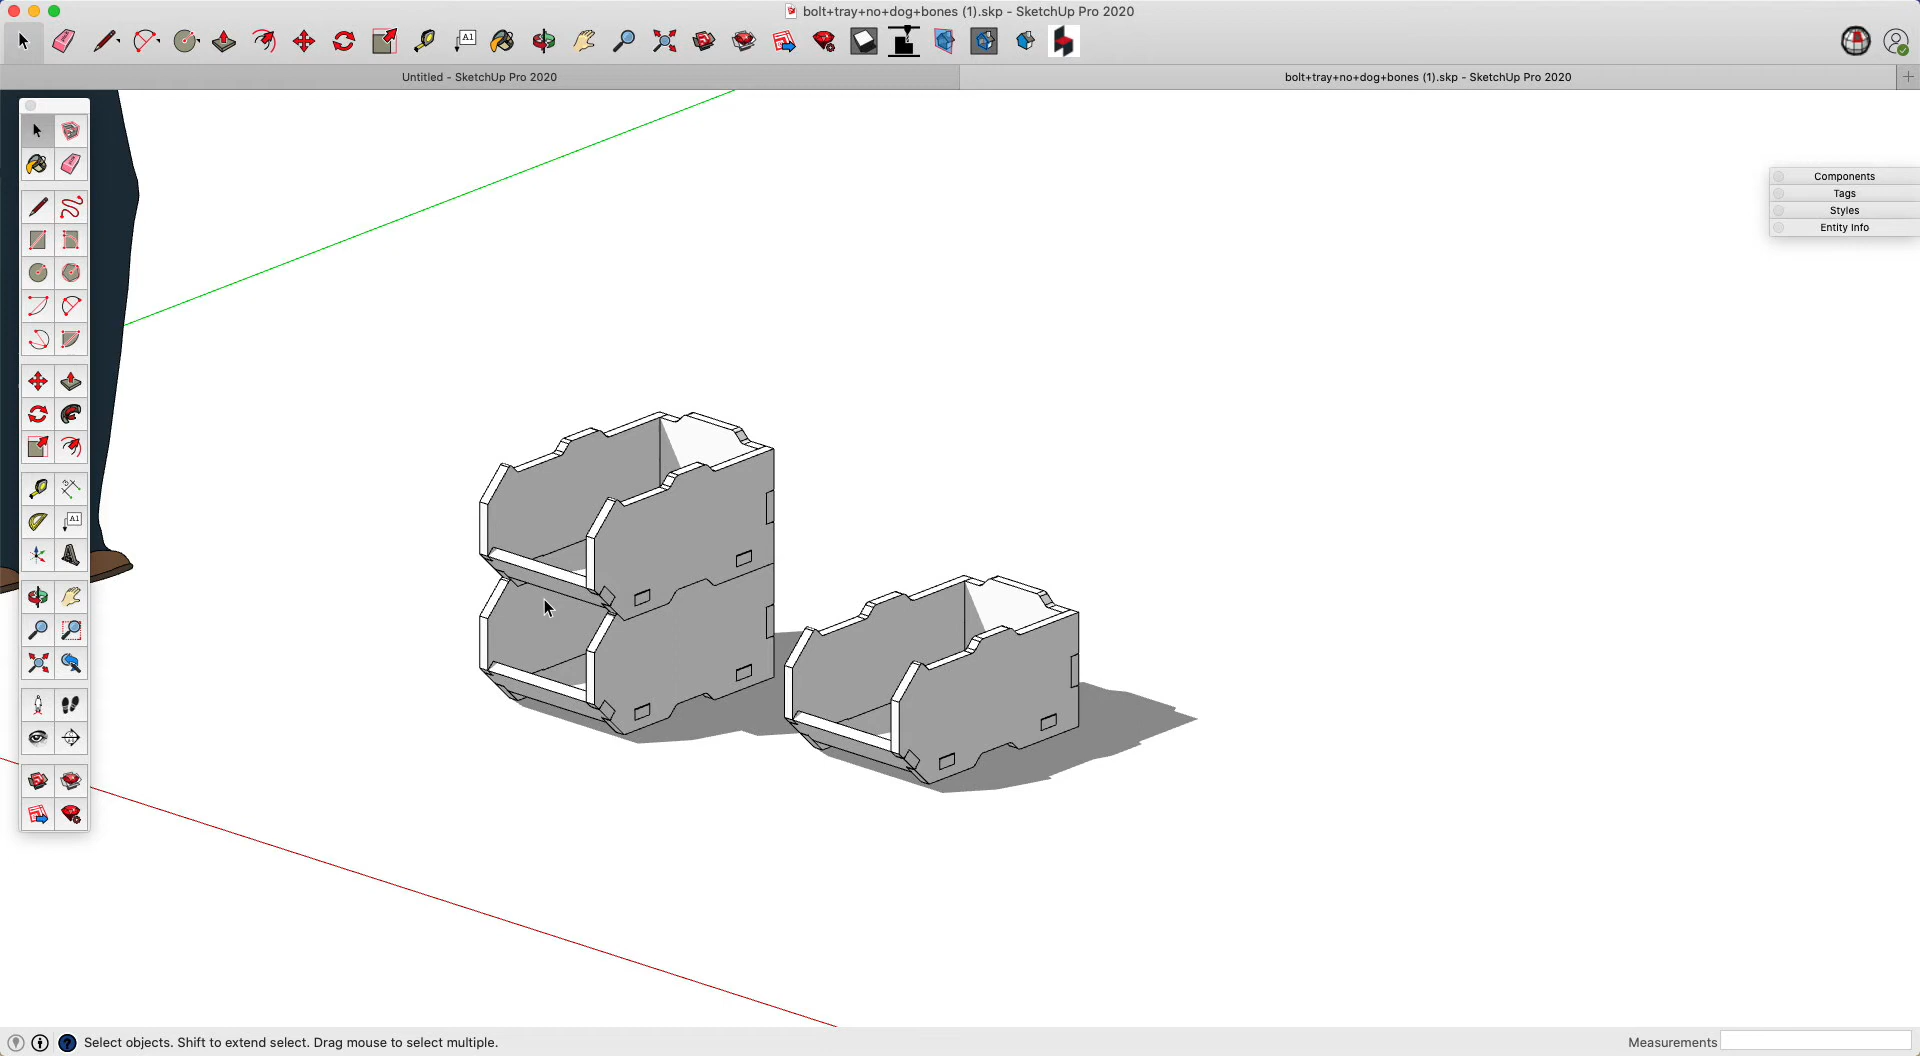 bolt+tray+no+dog+bones (1).skp - SketchUp Pro 2020
A1
Untitled - SketchUp Pro 2020
bolt+tray+no+dog+bones (1).skp - SketchUp Pro 2020
Components
Tags
Styles
Entity Info
A1
Select objects. Shift to extend select. Drag mouse to select multiple.
Measurements